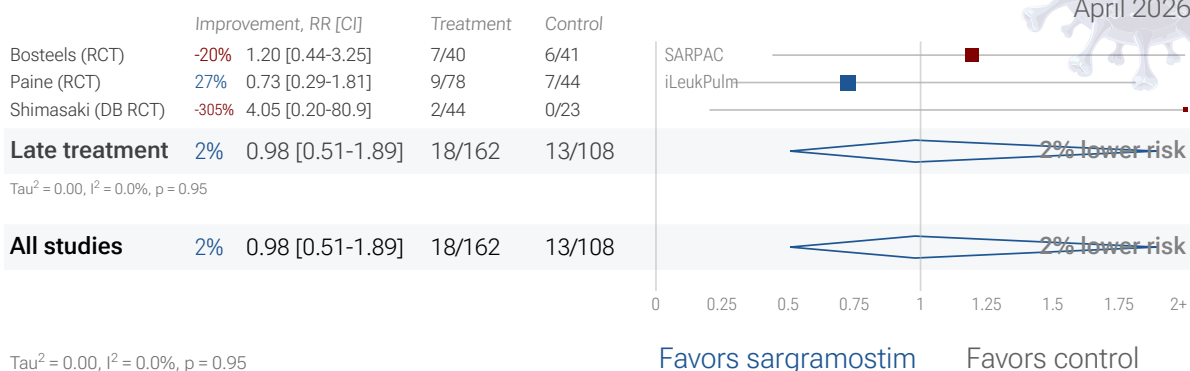 April 2026
Improvement, RR [CI] Treatment Control
Bosteels (RCT) -20% 1.20 [0.44-3.25] 7/40 6/41 SARPAC
Paine (RCT) 27% 0.73 [0.29-1.81] 9/78 7/44 iLeukPulm
Shimasaki (DB RCT) -305% 4.05 [0.20-80.9] 2/44 0/23
Late treatment 2% 0.98 [0.51-1.89] 18/162 13/108 2% lower risk
Tau2 = 0.00, I2 = 0.0%, p = 0.95
All studies 2% 0.98 [0.51-1.89] 18/162 13/108 2% lower risk
0 0.25 0.5 0.75 1 1.25 1.5 1.75 2+
Tau2 = 0.00, I2 = 0.0%, p = 0.95 Favors sargramostim Favors control